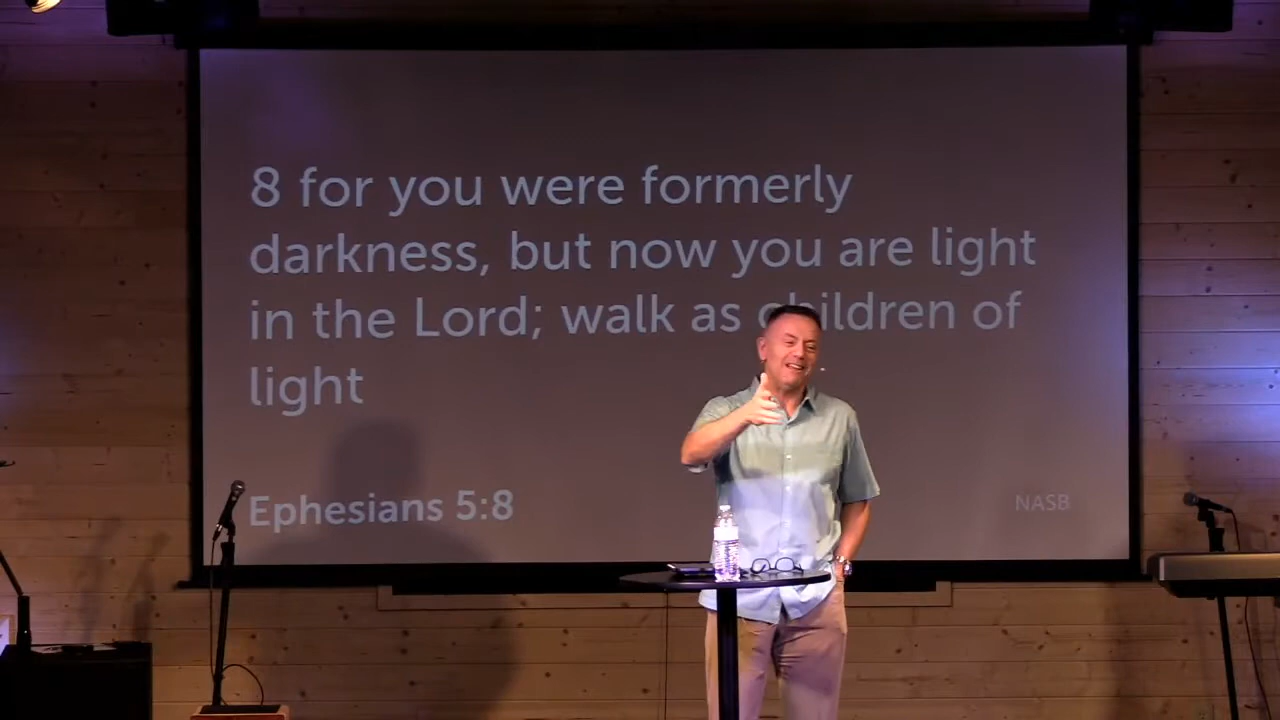 8 for you were formerly
darkness, but now you are light
in the Lord; walk as children of
light
Ephesians 5:8
NASB